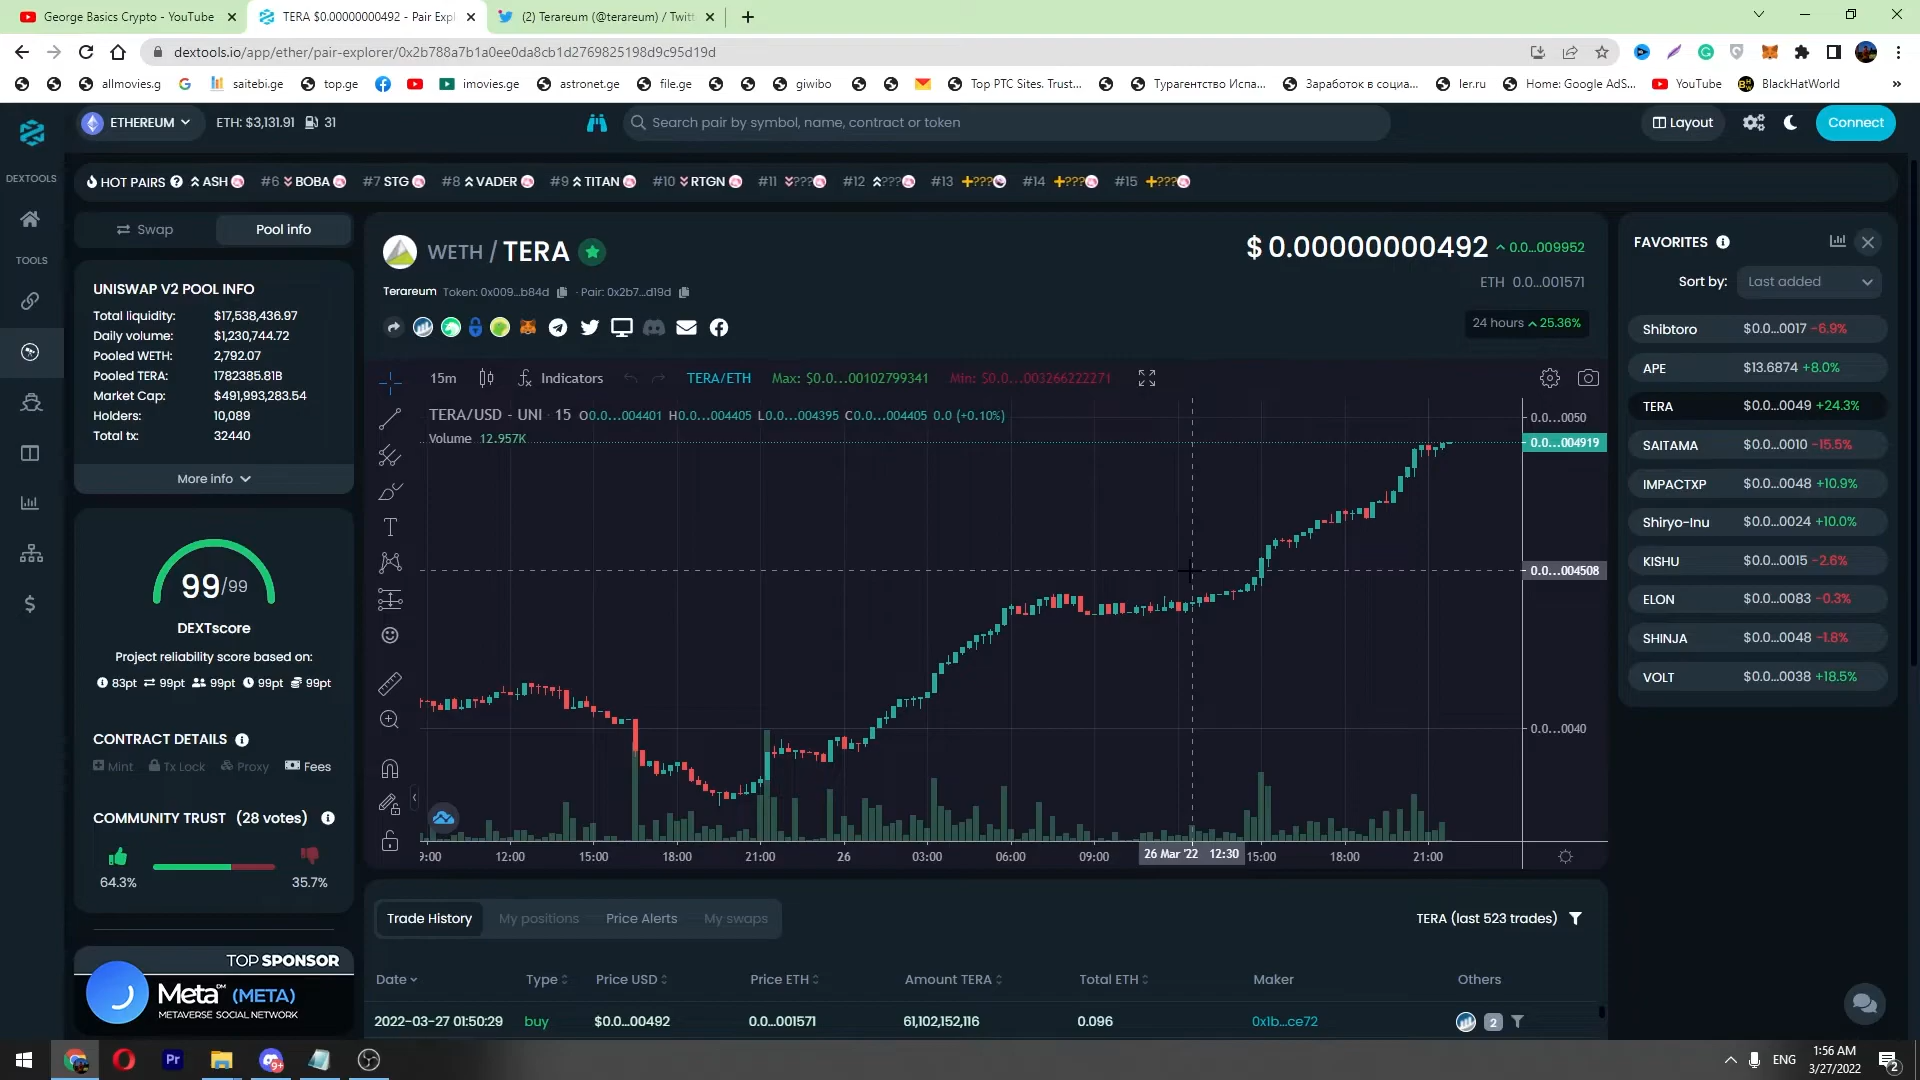 George Basics Crypto - YouTube
TERA $0.00000000492 - Pair Expl
(2) Terareum (@terareum) / Twitt
dextools.io/app/ether/pair-explorer/0x2b788a7b1a0ee0da8cb1d2769825198d9c95d19d
allmovies.g saitebi.ge top.ge imovies.ge astronet.ge file.ge giwibo Top PTC Sites. Trust... Турагентство Испа... Заработок в социа... ler.ru Home: Google AdS... YouTube BlackHatWorld »
ETHEREUM ETH: $3,131.91 31
Search pair by symbol, name, contract or token
Layout
Connect
DEXTOOLS
TOOLS
HOT PAIRS ASH #6 BOBA #7 STG #8 VADER #9 TITAN #10 RTGN #11 ??? #12 ??? #13 ??? #14 ??? #15 ???
Swap Pool info
UNISWAP V2 POOL INFO
Total liquidity: $17,538,436.97
Daily volume: $1,230,744.72
Pooled WETH: 2,792.07
Pooled TERA: 1782385.81B
Market Cap: $491,993,283.54
Holders: 10,089
Total tx: 32440
More info
99/99
DEXTscore
Project reliability score based on:
83pt 99pt 99pt 99pt 99pt
CONTRACT DETAILS
Mint Tx Lock Proxy Fees
COMMUNITY TRUST (28 votes)
64.3% 35.7%
TOP SPONSOR
Meta™ (META)
METAVERSE SOCIAL NETWORK
WETH / TERA
Terareum Token: 0x009...b84d · Pair: 0x2b7...d19d
$ 0.00000000492 0.0...009952
ETH 0.0...001571
24 hours 25.36%
15m Indicators TERA/ETH Max: $0.0...00102799341 Min: $0.0...003266222271
TERA/USD - UNI · 15 O0.0...004401 H0.0...004405 L0.0...004395 C0.0...004405 0.0 (+0.10%)
Volume 12.957K
0.0...0050
0.0...004919
0.0...004508
0.0...0040
9:00 12:00 15:00 18:00 21:00 26 03:00 06:00 09:00 26 Mar '22 12:30 15:00 18:00 21:00
Trade History My positions Price Alerts My swaps
TERA (last 523 trades)
Date Type Price USD Price ETH Amount TERA Total ETH Maker Others
2022-03-27 01:50:29 buy $0.0...00492 0.0...001571 61,102,152,116 0.096 0x1b...ce72 2
FAVORITES
Sort by: Last added
Shibtoro $0.0...0017 -6.9%
APE $13.6874 +8.0%
TERA $0.0...0049 +24.3%
SAITAMA $0.0...0010 -15.5%
IMPACTXP $0.0...0048 +10.9%
Shiryo-Inu $0.0...0024 +10.0%
KISHU $0.0...0015 -2.6%
ELON $0.0...0083 -0.3%
SHINJA $0.0...0048 -1.8%
VOLT $0.0...0038 +18.5%
Pr
9+
ENG
1:56 AM
3/27/2022
2